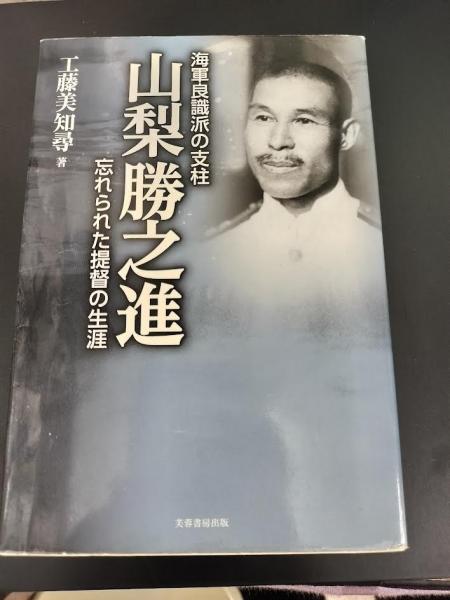 海軍良識派の支柱
山梨勝之進
忘れられた提督の生涯
工藤美知尋 著
芙蓉書房出版